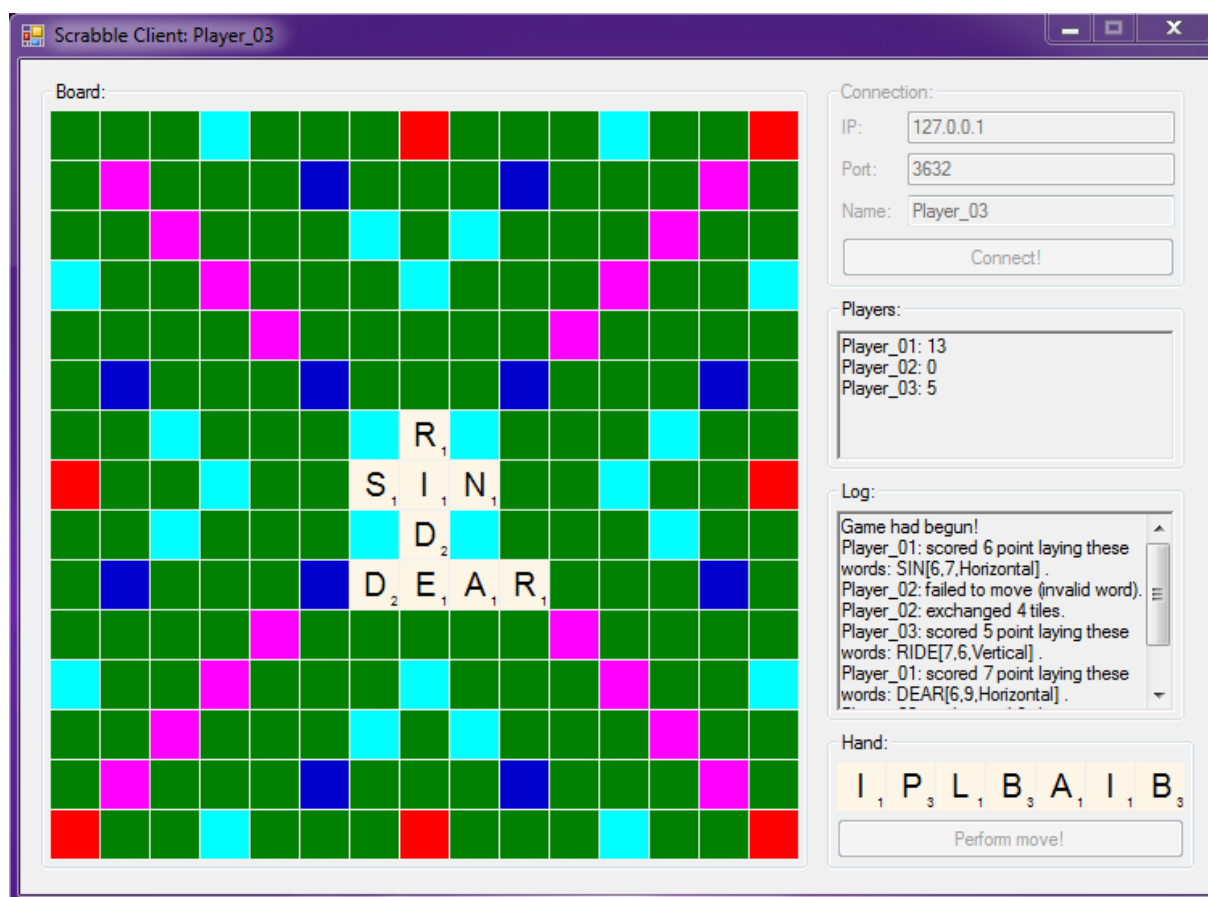 Scrabble Client: Player_03
Board:
R1
S1 I1 N1
D2
D2 E1 A1 R1
Connection:
IP: 127.0.0.1
Port: 3632
Name: Player_03
Connect!
Players:
Player_01: 13
Player_02: 0
Player_03: 5
Log:
Game had begun!
Player_01: scored 6 point laying these
words: SIN[6,7,Horizontal] .
Player_02: failed to move (invalid word).
Player_02: exchanged 4 tiles.
Player_03: scored 5 point laying these
words: RIDE[7,6,Vertical] .
Player_01: scored 7 point laying these
words: DEAR[6,9,Horizontal] .
Hand:
I1 P3 L1 B3 A1 I1 B3
Perform move!